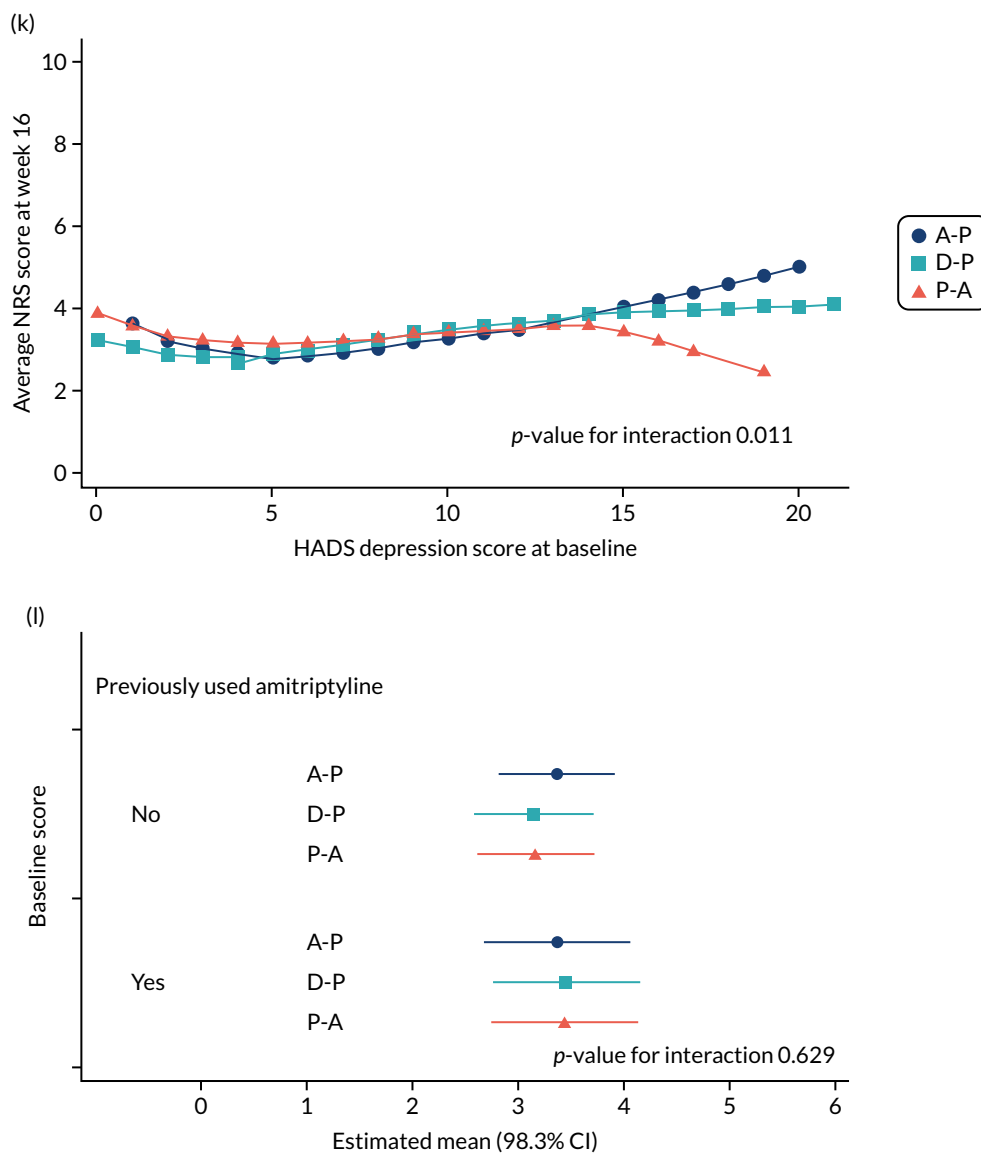 (k)
10
8
6
4
2
0
Average NRS score at week 16
A-P
D-P
P-A
p-value for interaction 0.011
0 5 10 15 20
HADS depression score at baseline
(l)
Previously used amitriptyline
Baseline score
No
A-P
D-P
P-A
Yes
A-P
D-P
P-A
p-value for interaction 0.629
0 1 2 3 4 5 6
Estimated mean (98.3% CI)